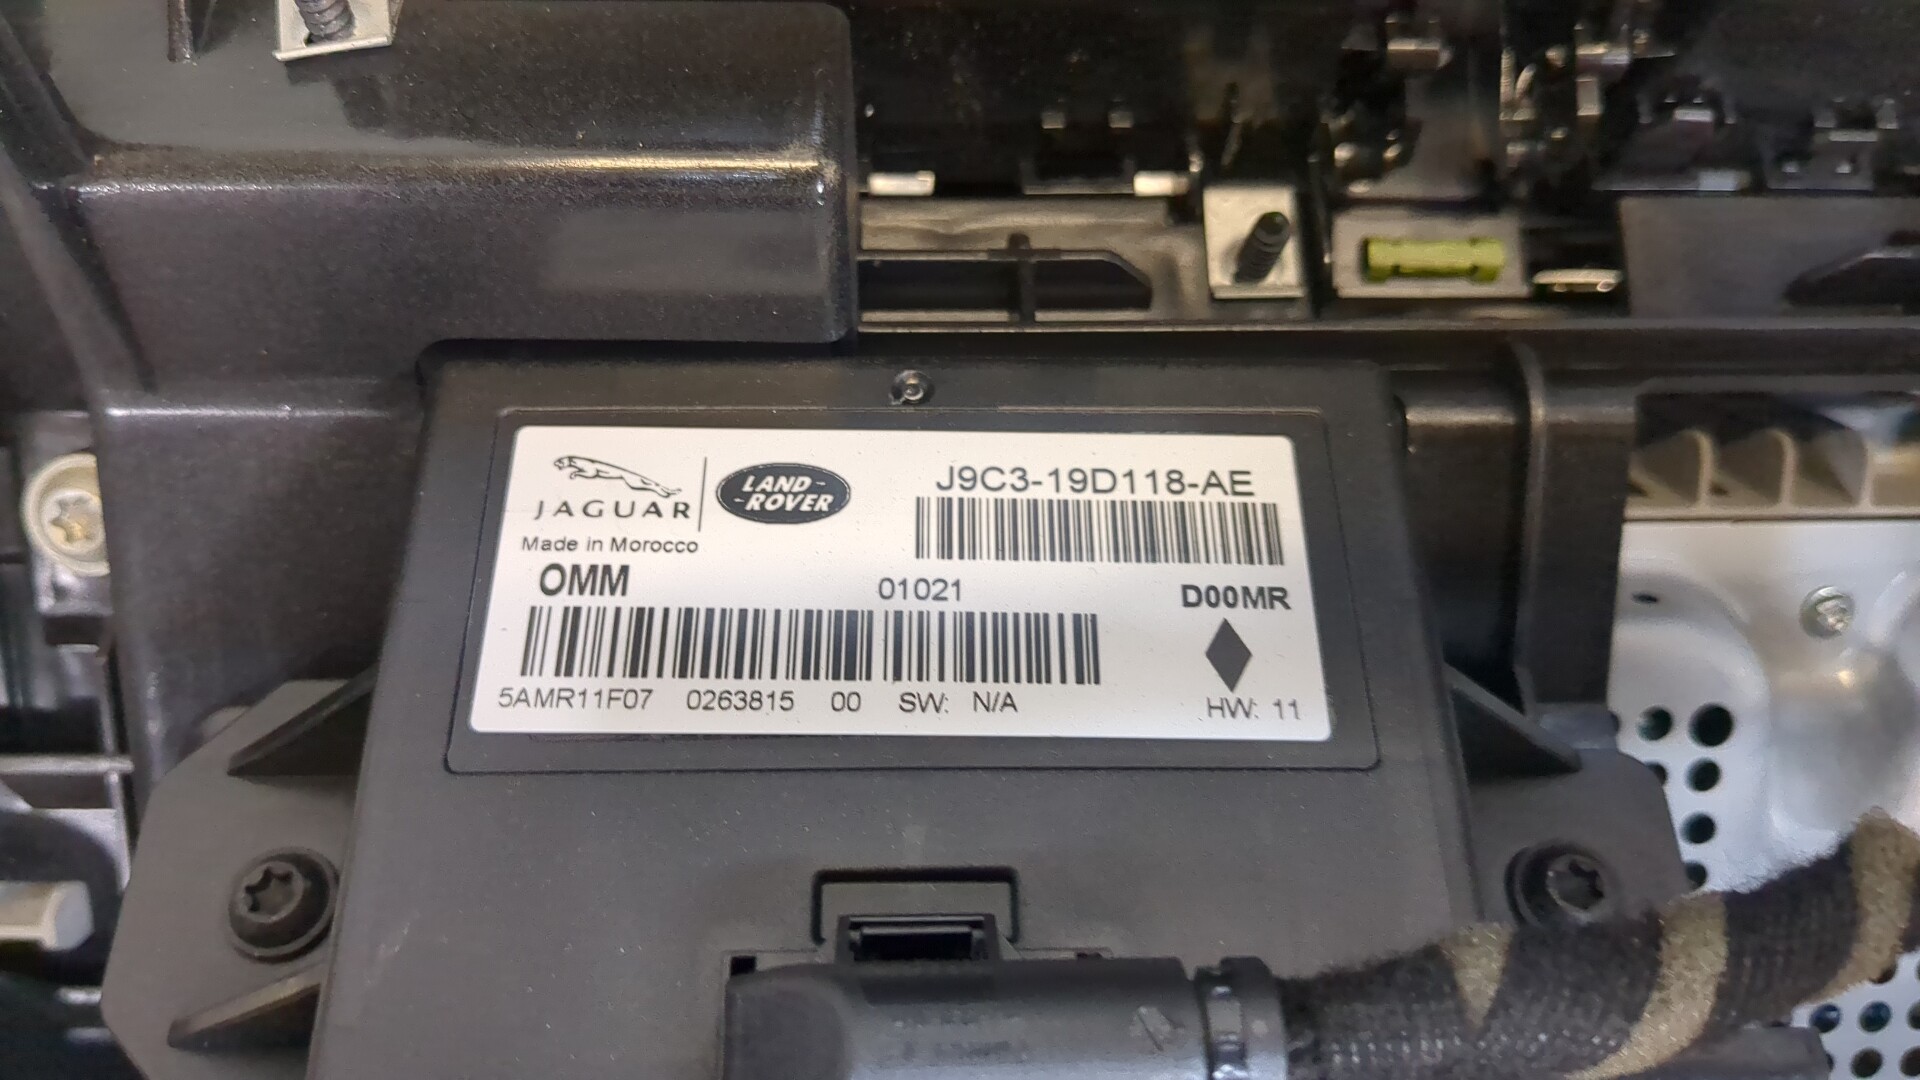 JAGUAR
LAND-
-ROVER
J9C3-19D118-AE
Made in Morocco
OMM
01021
D00MR
5AMR11F07 0263815 00 SW: N/A
HW: 11